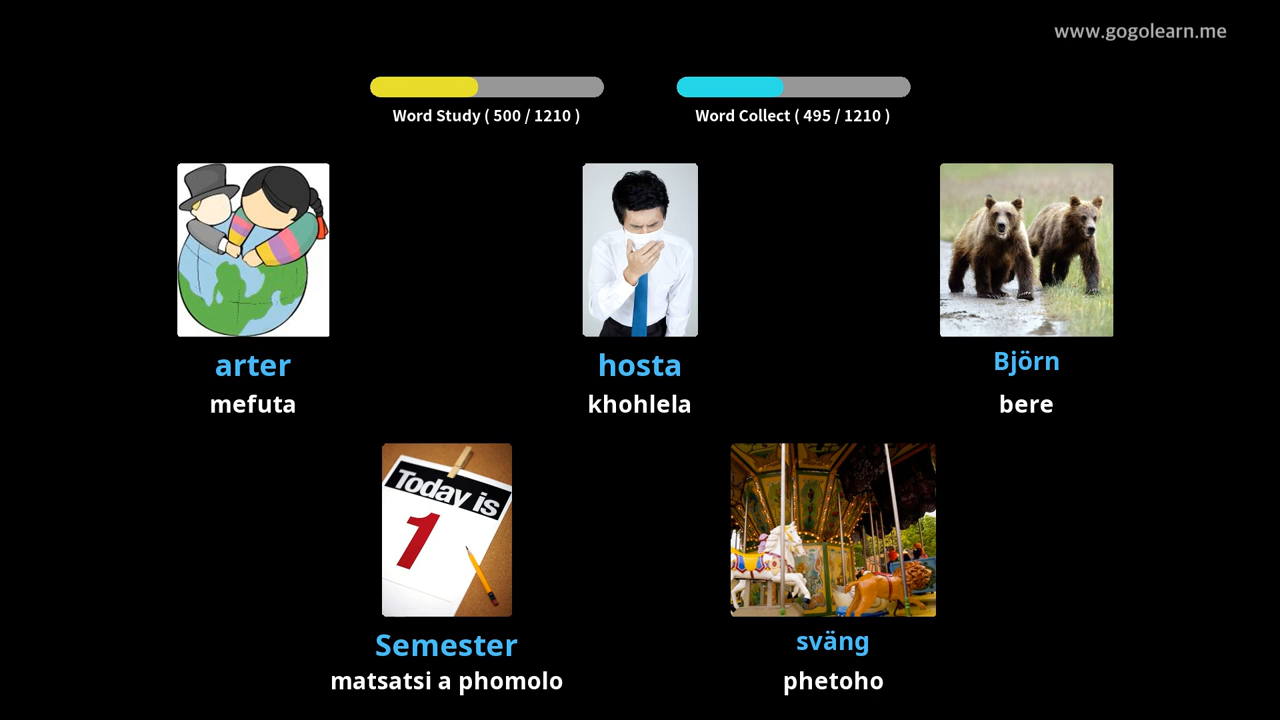 www.gogolearn.me
Word Study ( 500 / 1210 )
Word Collect ( 495 / 1210 )
arter
mefuta
hosta
khohlela
Björn
bere
Today is
1
Semester
matsatsi a phomolo
sväng
phetoho